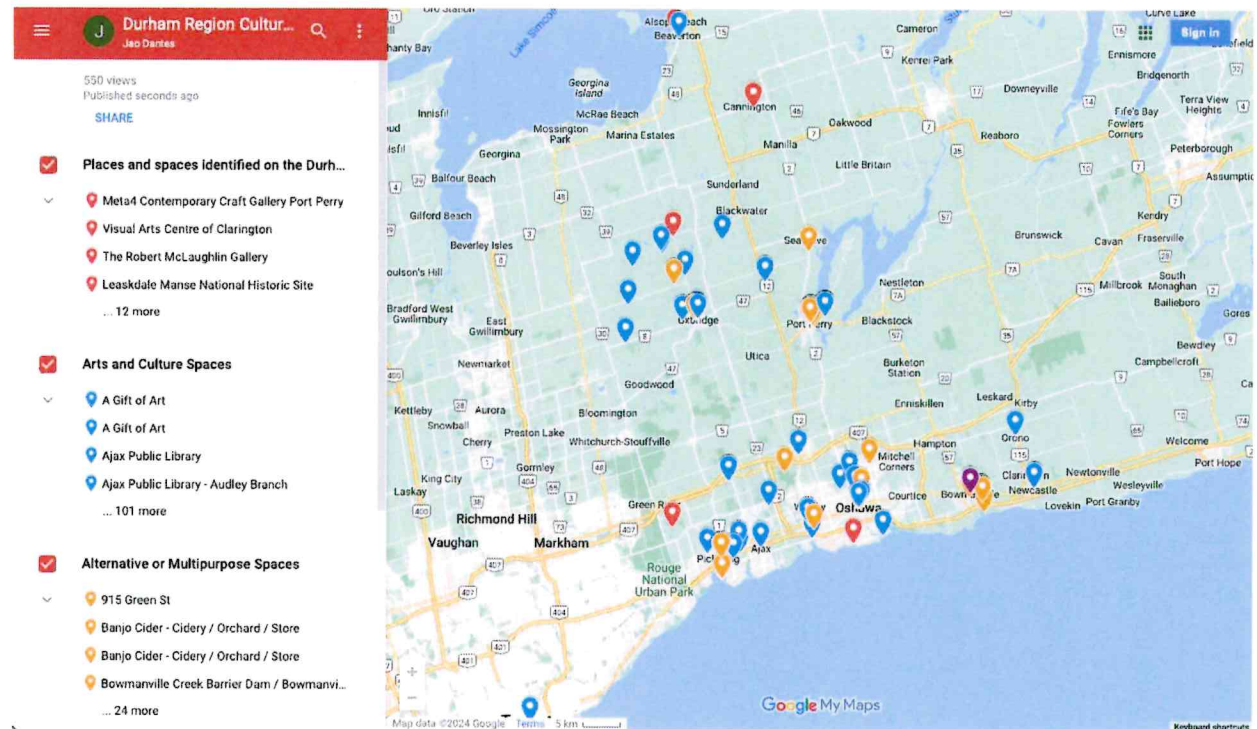 Durham Region Cultur...
Jao Dantes
550 views
Published seconds ago
SHARE
Places and spaces identified on the Durh...
Meta4 Contemporary Craft Gallery Port Perry
Visual Arts Centre of Clarington
The Robert McLaughlin Gallery
Leaskdale Manse National Historic Site
... 12 more
Arts and Culture Spaces
A Gift of Art
A Gift of Art
Ajax Public Library
Ajax Public Library - Audley Branch
... 101 more
Alternative or Multipurpose Spaces
915 Green St
Banjo Cider - Cidery / Orchard / Store
Banjo Cider - Cidery / Orchard / Store
Bowmanville Creek Barrier Dam / Bowmanvi...
... 24 more
Sign in
Curve Lake
Lake Simcoe
Beaverton
Cameron
Ennismore
Kenrei Park
Bridgenorth
Georgina Island
Downeyville
Innisfil
McRae Beach
Cannington
Terra View Heights
Fife's Bay
Fowlers Corners
Mossington Park
Marina Estates
Oakwood
Manilla
Reaboro
Peterborough
Georgina
Little Britain
Balfour Beach
Sunderland
Gilford Beach
Blackwater
Kendry
Beverley Isles
Brunswick
Cavan
Fraserville
Nestleton
Millbrook
South Monaghan
Bailieboro
Bradford West Gwillimbury
East Gwillimbury
Port Perry
Blackstock
Gores
Utica
Bewdley
Newmarket
Burketon Station
Campbellcroft
Goodwood
Kettleby
Aurora
Bloomington
Enniskillen
Leskard
Kirby
Snowball
Cherry
Preston Lake
Whitchurch-Stouffville
Hampton
Orono
Welcome
Mitchell Corners
Port Hope
King City
Gormley
Newtonville
Laskay
Courtice
Newcastle
Wesleyville
Richmond Hill
Oshawa
Lovekin
Port Granby
Vaughan
Markham
Ajax
Rouge National Urban Park
Google My Maps
Map data ©2024 Google
Terms
5 km
Keyboard shortcuts